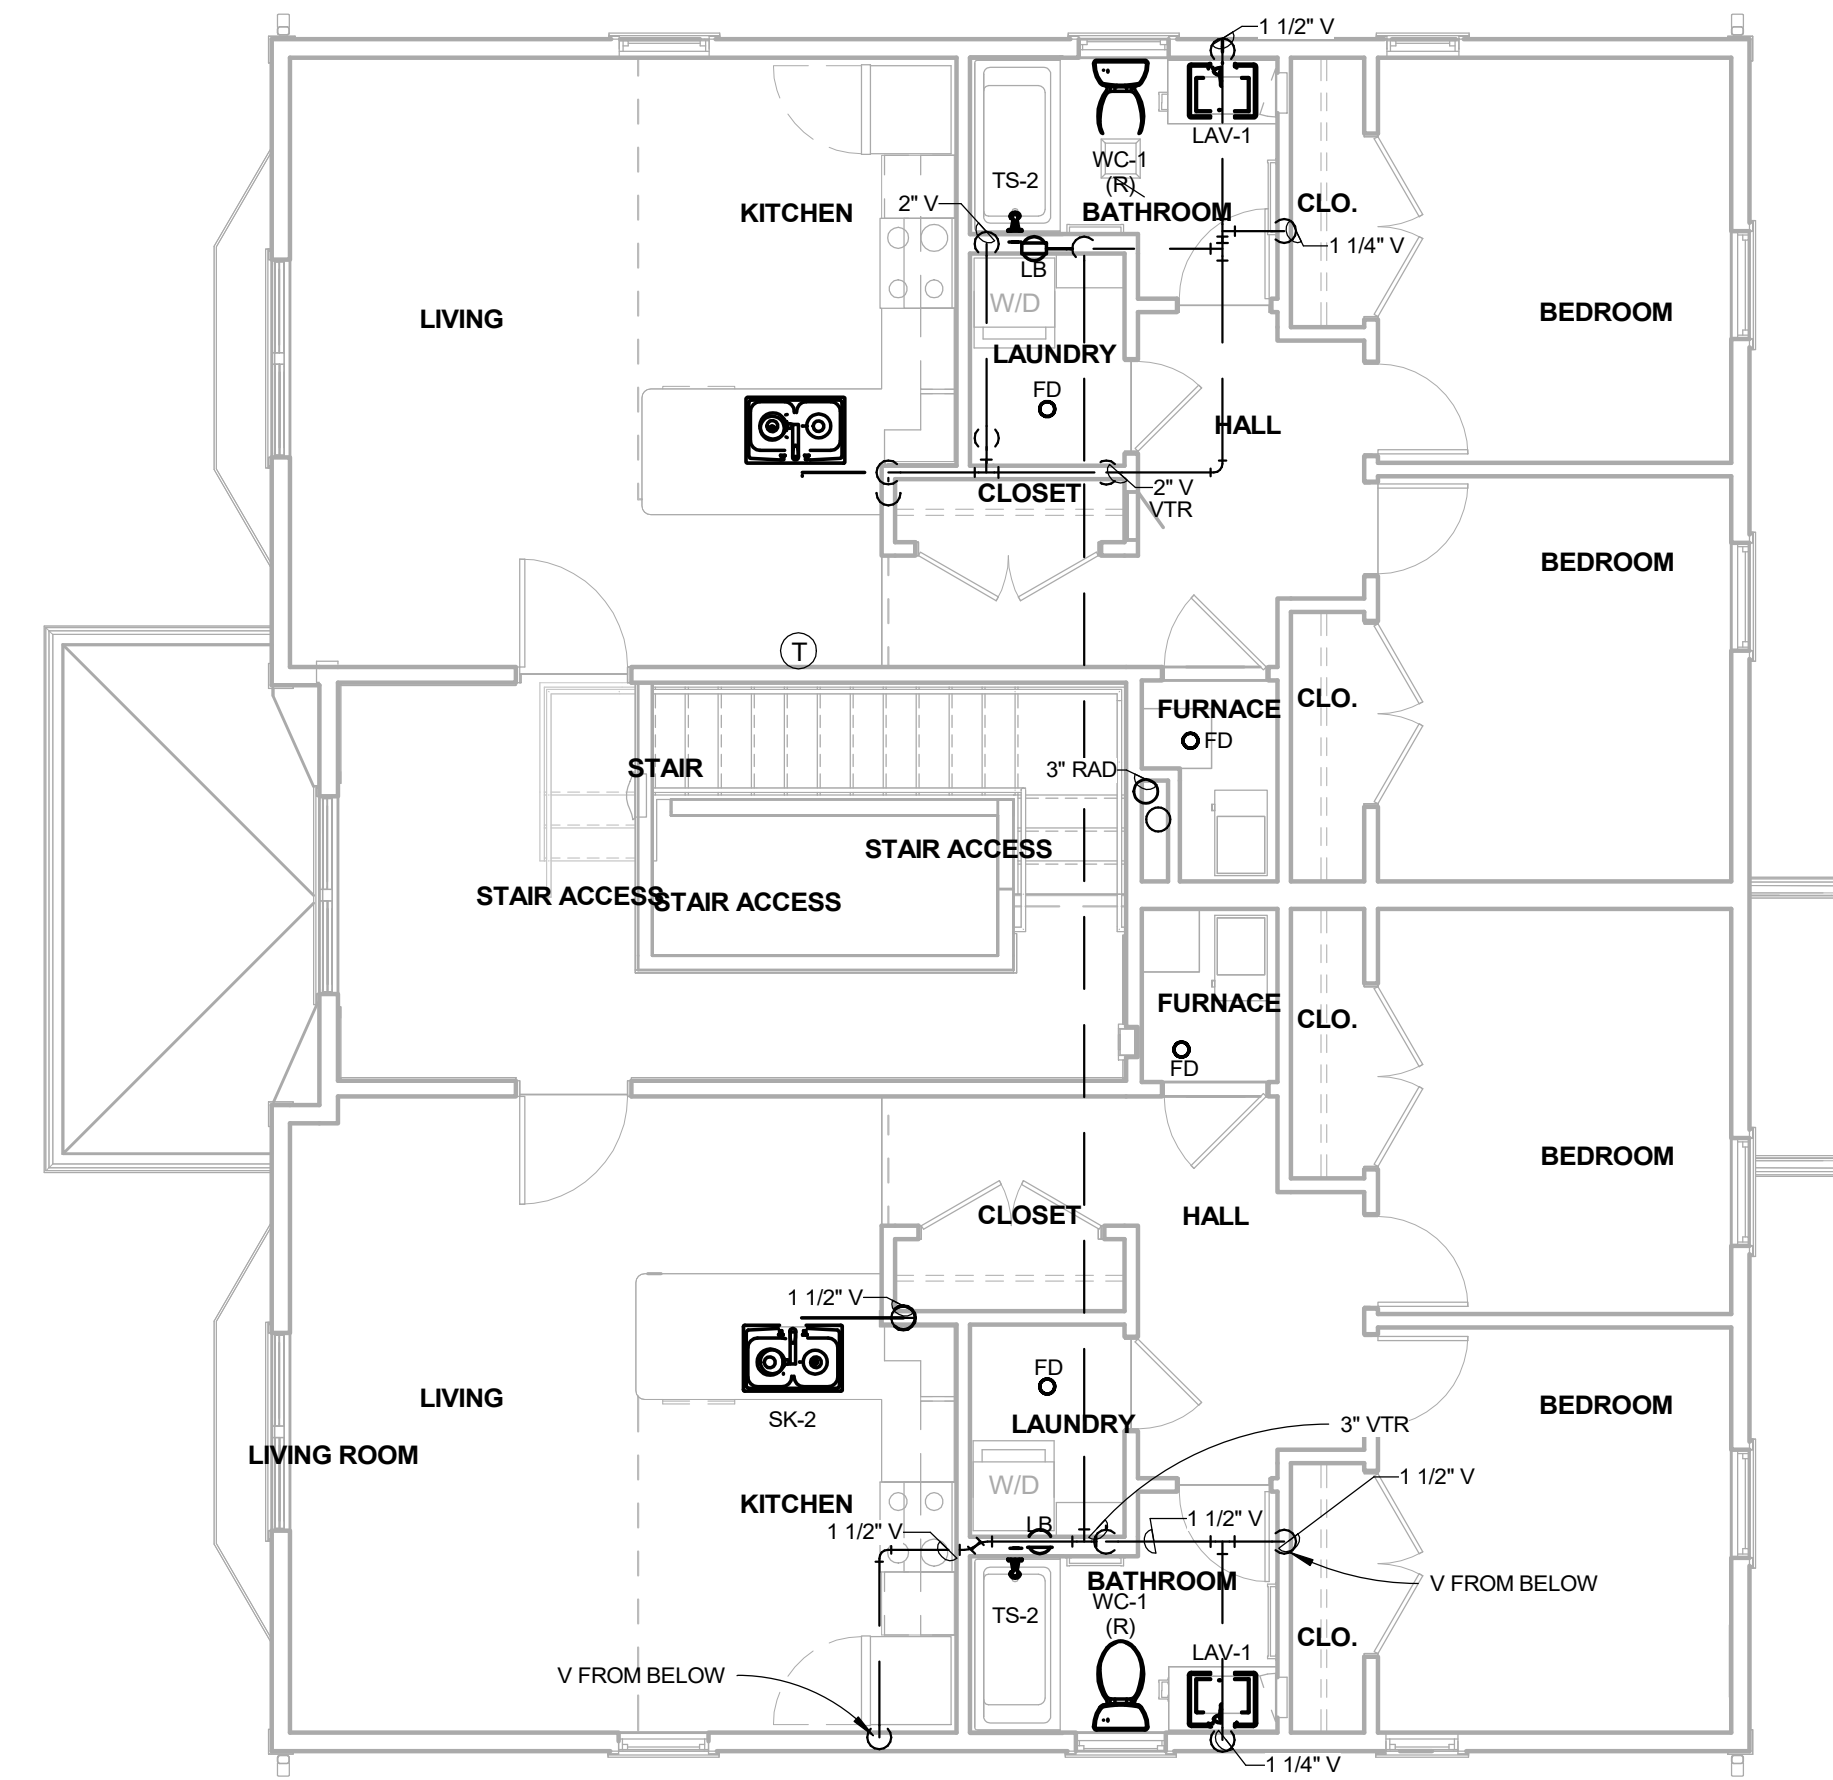 1 1/2" V
LAV-1
WC-1
(R)
TS-2
2" V
BATHROOM
CLO.
KITCHEN
1 1/4" V
LB
W/D
LIVING
BEDROOM
LAUNDRY
FD
HALL
CLOSET
2" V
VTR
BEDROOM
T
CLO.
FURNACE
FD
STAIR
3" RAD
STAIR ACCESS
STAIR ACCESS
STAIR ACCESS
FURNACE
CLO.
FD
BEDROOM
CLOSET
HALL
1 1/2" V
FD
LIVING
SK-2
LAUNDRY
3" VTR
BEDROOM
LIVING ROOM
1 1/2" V
W/D
KITCHEN
1 1/2" V
LB
1 1/2" V
BATHROOM
V FROM BELOW
WC-1
(R)
TS-2
CLO.
LAV-1
V FROM BELOW
1 1/4" V